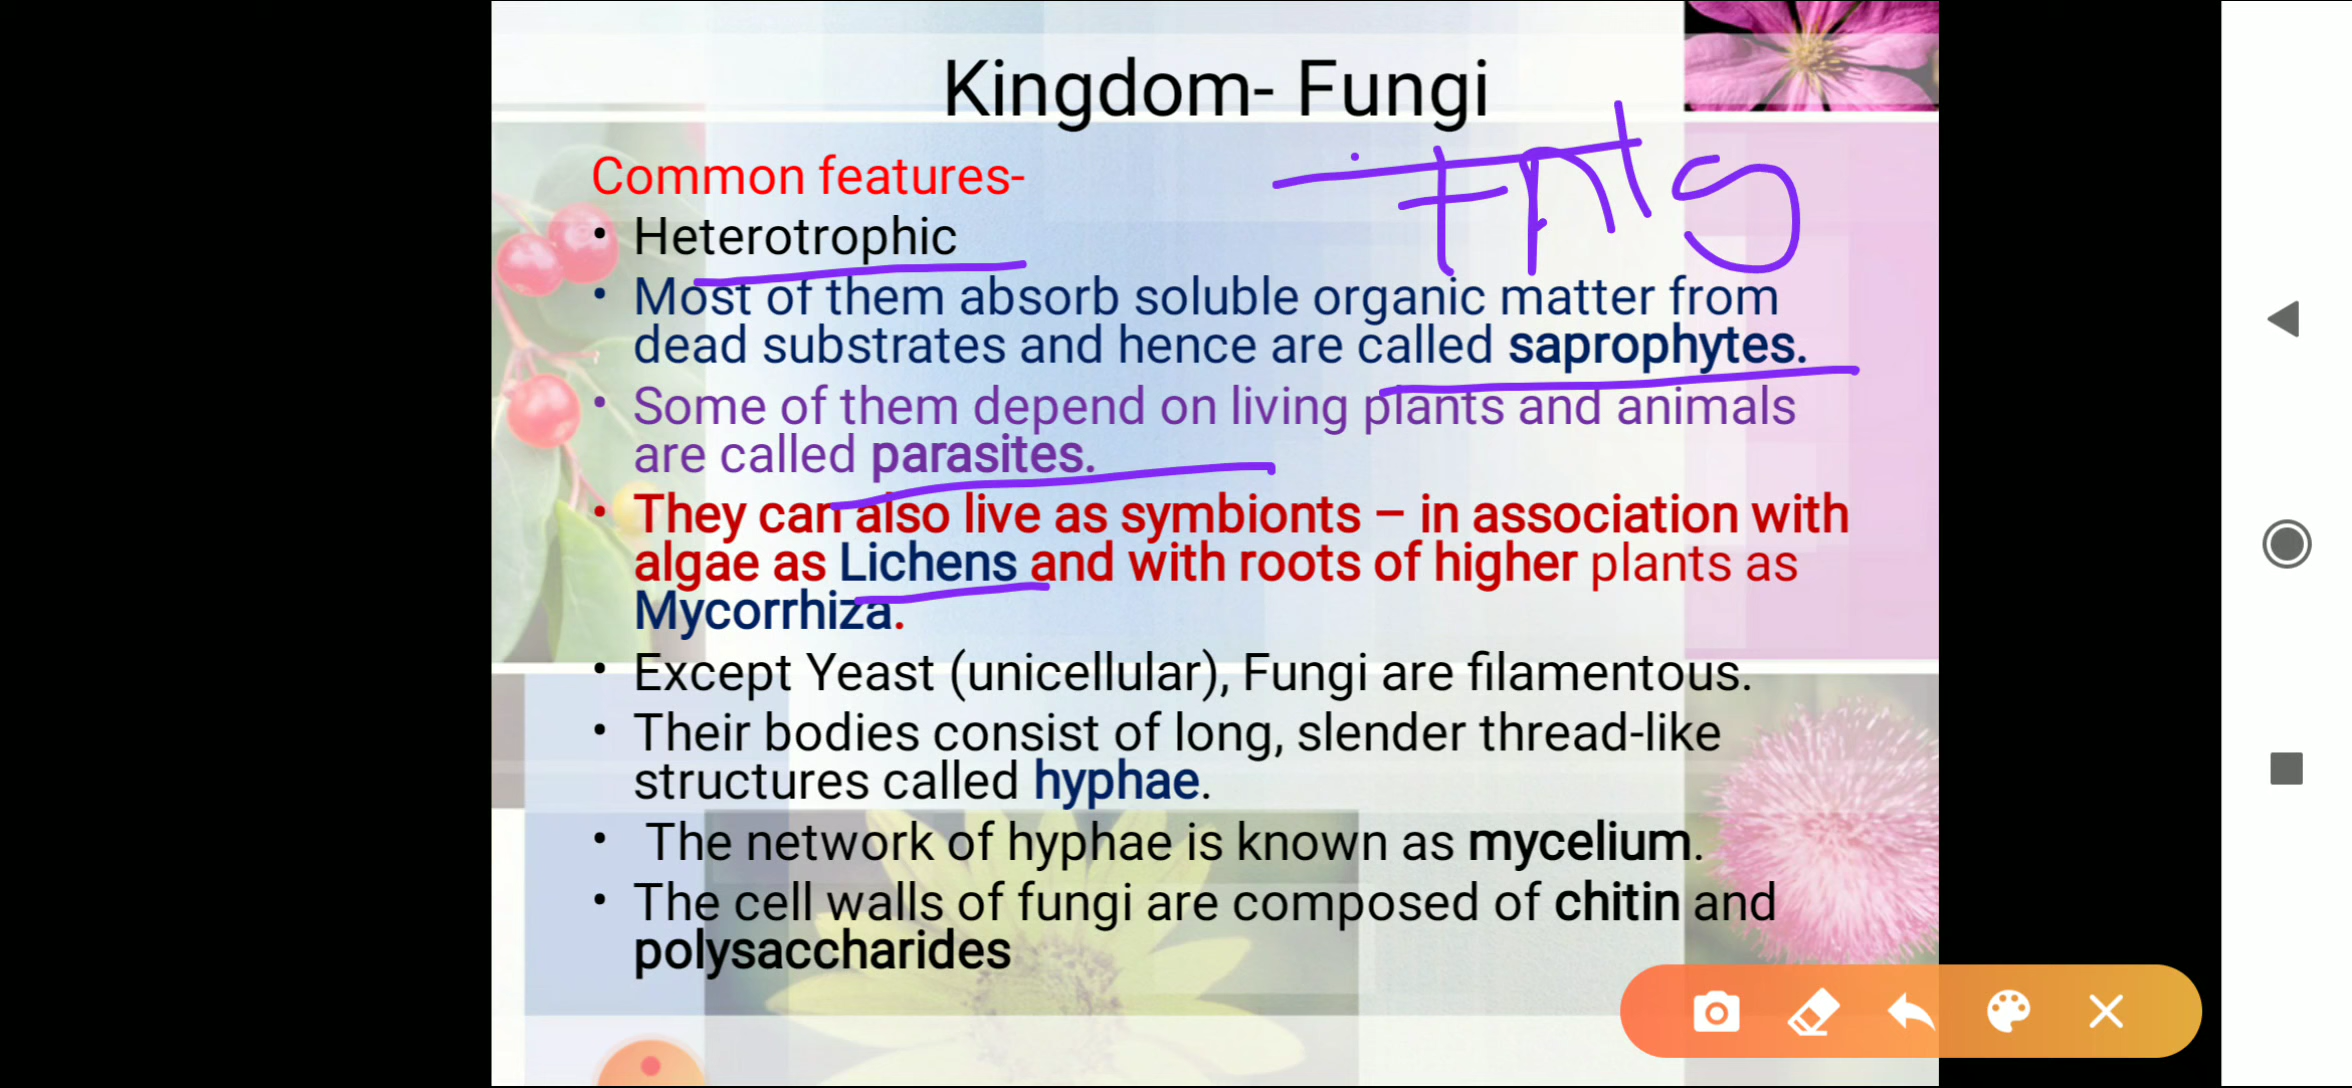 Kingdom- Fungi
Common features-
• Heterotrophic
• Most of them absorb soluble organic matter from
dead substrates and hence are called saprophytes.
• Some of them depend on living plants and animals
are called parasites.
• They can also live as symbionts – in association with
algae as Lichens and with roots of higher plants as
Mycorrhiza.
• Except Yeast (unicellular), Fungi are filamentous.
• Their bodies consist of long, slender thread-like
structures called hyphae.
• The network of hyphae is known as mycelium.
• The cell walls of fungi are composed of chitin and
polysaccharides